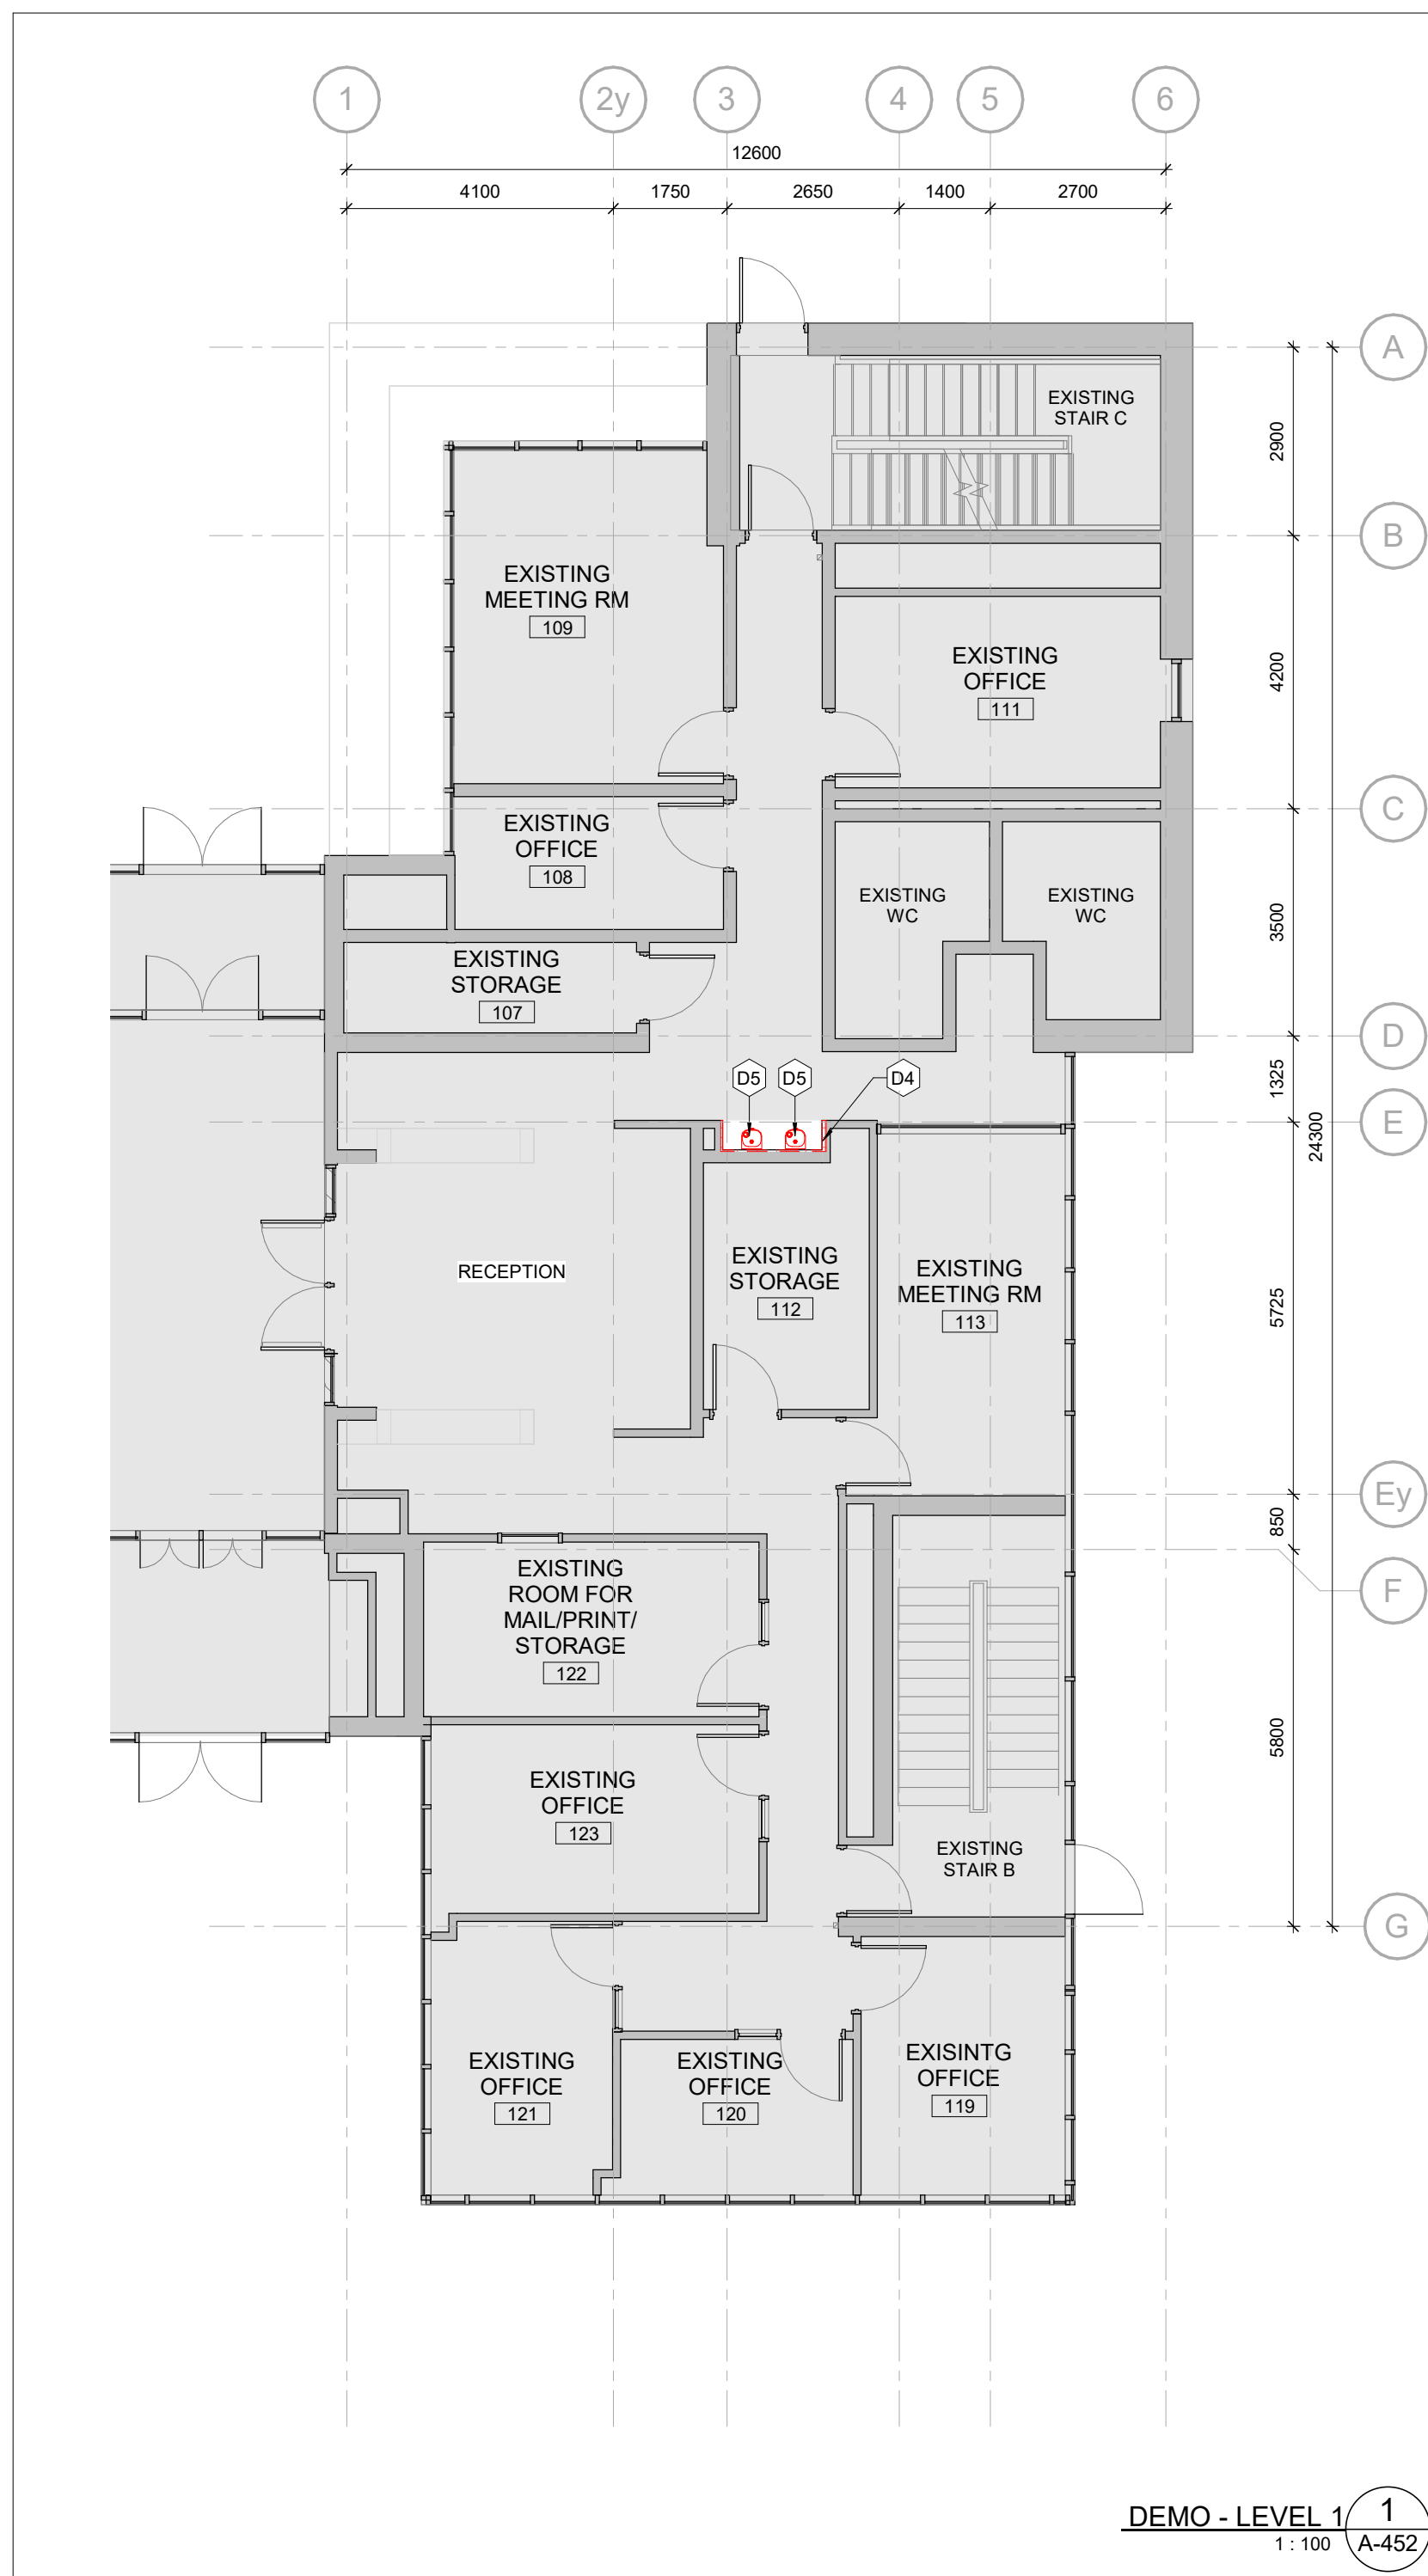 1 2y 3 4 5 6
12600
4100 1750 2650 1400 2700
A
EXISTING
STAIR C
2900
B
EXISTING
MEETING RM
109
EXISTING
OFFICE
111
4200
C
EXISTING
OFFICE
108
EXISTING
WC
EXISTING
WC
3500
EXISTING
STORAGE
107
D
D5 D5 D4
1325
E
24300
RECEPTION
EXISTING
STORAGE
112
EXISTING
MEETING RM
113
5725
Ey
850
F
EXISTING
ROOM FOR
MAIL/PRINT/
STORAGE
122
5800
EXISTING
OFFICE
123
EXISTING
STAIR B
G
EXISTING
OFFICE
121
EXISTING
OFFICE
120
EXISINTG
OFFICE
119
DEMO - LEVEL 1
1 : 100
1
A-452